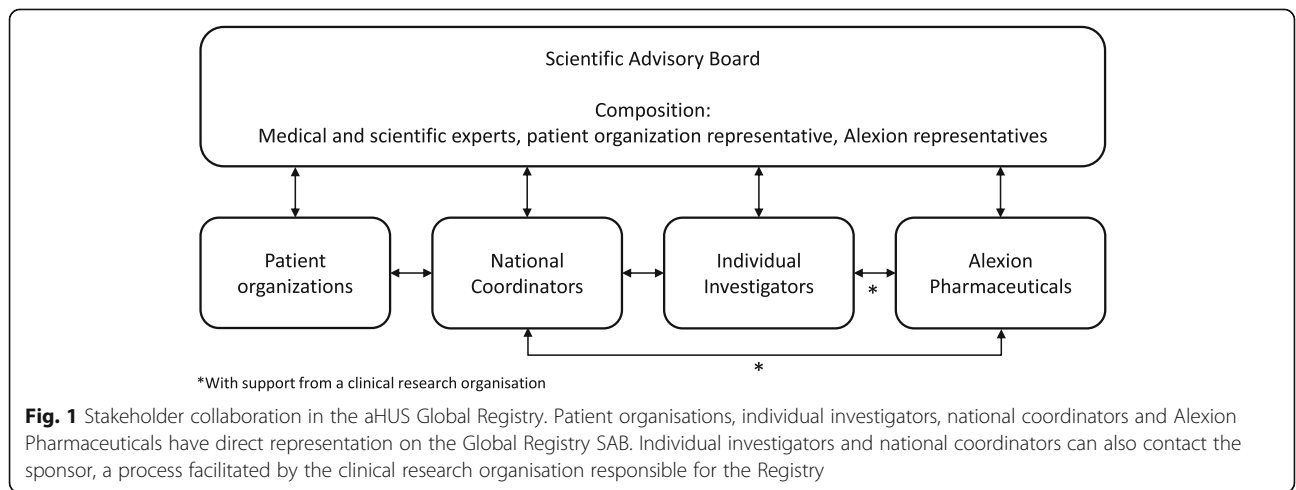 Scientific Advisory Board
Composition:
Medical and scientific experts, patient organization representative, Alexion representatives
Patient
organizations
National
Coordinators
Individual
Investigators
Alexion
Pharmaceuticals
*
*
*With support from a clinical research organisation
Fig. 1 Stakeholder collaboration in the aHUS Global Registry. Patient organisations, individual investigators, national coordinators and Alexion
Pharmaceuticals have direct representation on the Global Registry SAB. Individual investigators and national coordinators can also contact the
sponsor, a process facilitated by the clinical research organisation responsible for the Registry